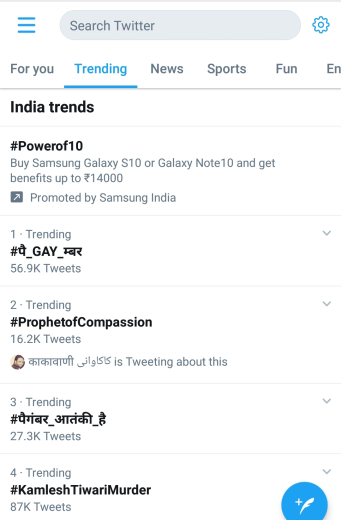 Search Twitter
For you Trending News Sports Fun En
India trends
#Powerof10
Buy Samsung Galaxy S10 or Galaxy Note10 and get
benefits up to ₹14000
Promoted by Samsung India
1 · Trending
#पै_GAY_म्बर
56.9K Tweets
2 · Trending
#ProphetofCompassion
16.2K Tweets
काकावाणी کاکاوانی is Tweeting about this
3 · Trending
#पैगंबर_आतंकी_है
27.3K Tweets
4 · Trending
#KamleshTiwariMurder
87K Tweets